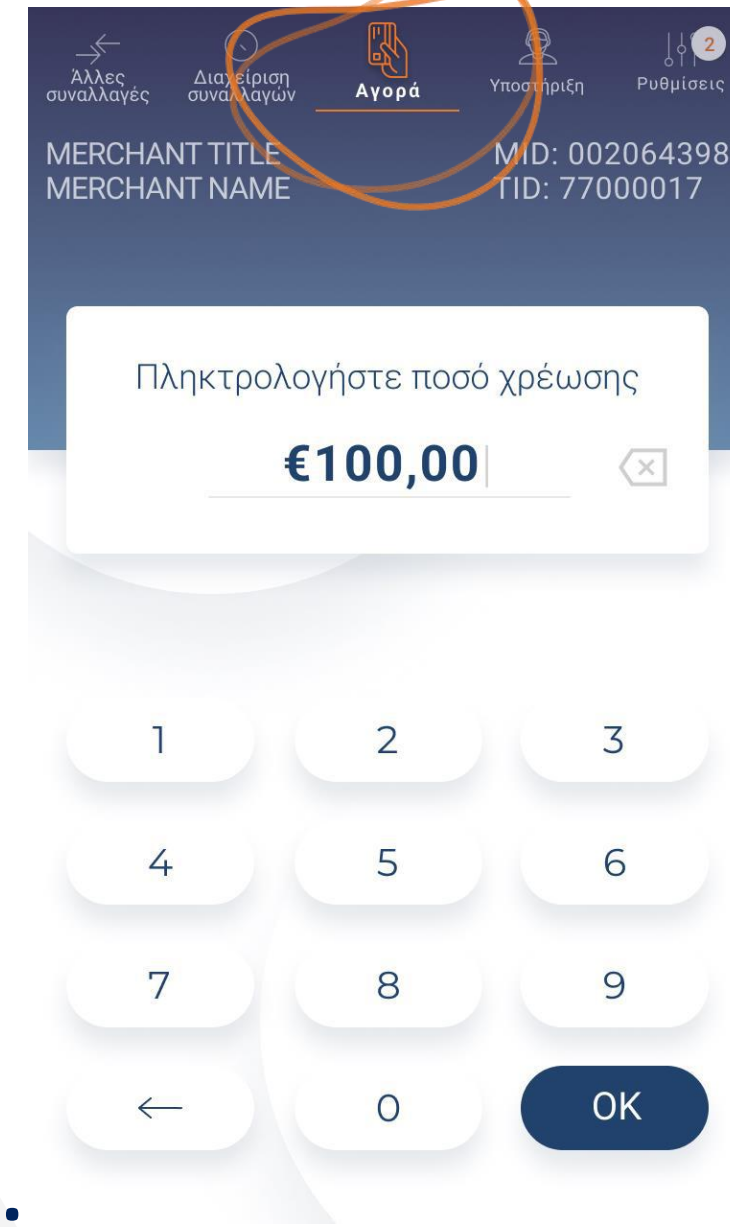 Άλλες συναλλαγές
Διαχείριση συναλλαγών
Αγορά
Υποστήριξη
Ρυθμίσεις
2
MERCHANT TITLE MID: 002064398
MERCHANT NAME TID: 77000017
Πληκτρολογήστε ποσό χρέωσης
€100,00
1 2 3
4 5 6
7 8 9
0 OK